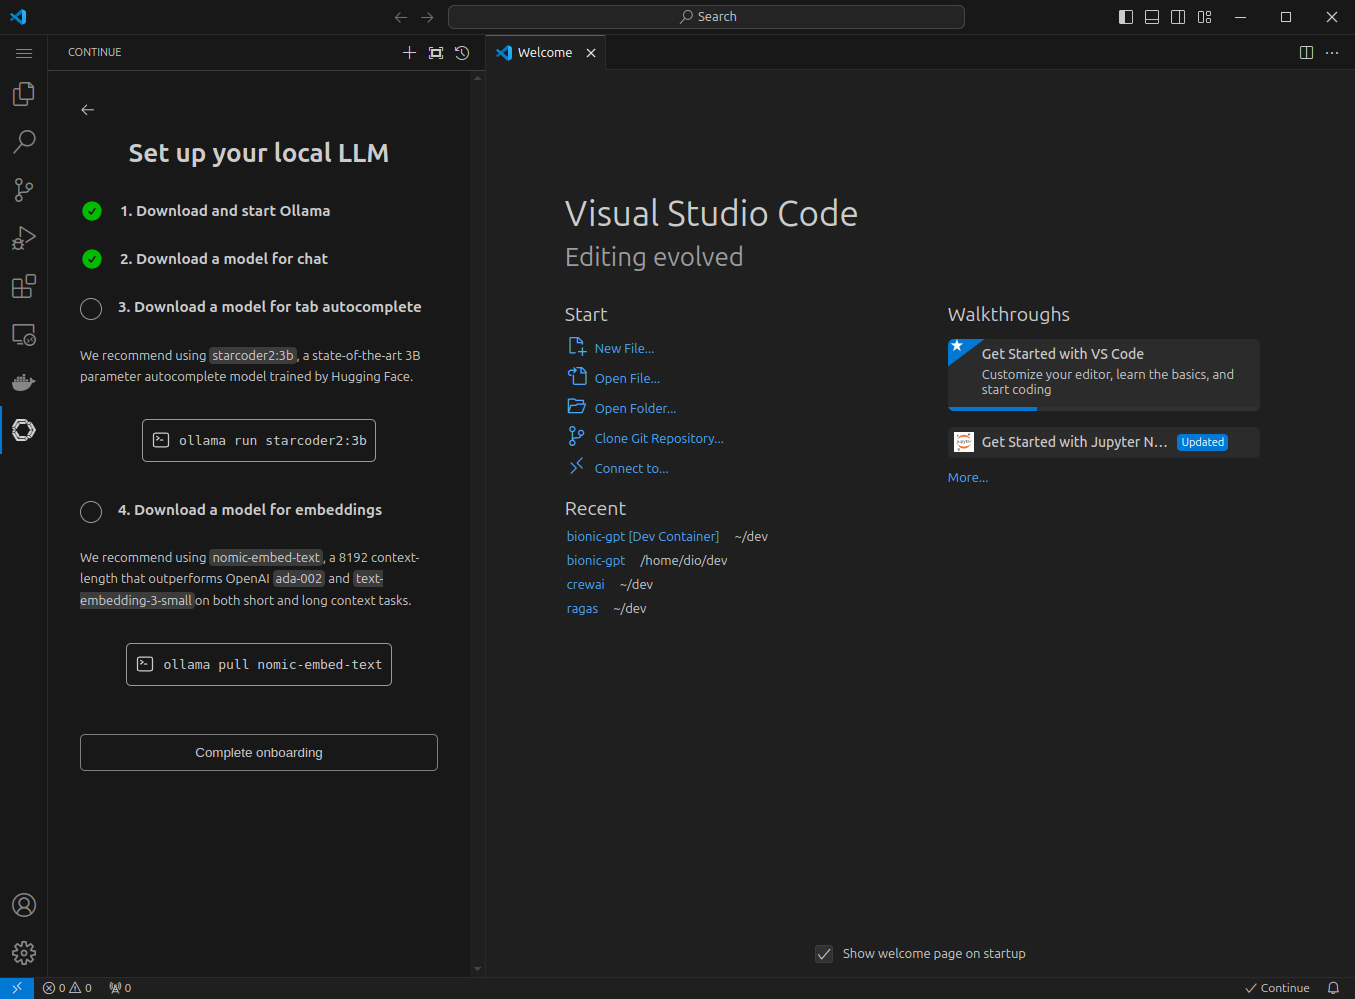 Search
CONTINUE
Welcome
Set up your local LLM
1. Download and start Ollama
2. Download a model for chat
3. Download a model for tab autocomplete
We recommend using starcoder2:3b, a state-of-the-art 3B
parameter autocomplete model trained by Hugging Face.
ollama run starcoder2:3b
4. Download a model for embeddings
We recommend using nomic-embed-text, a 8192 context-
length that outperforms OpenAI ada-002 and text-
embedding-3-small on both short and long context tasks.
ollama pull nomic-embed-text
Complete onboarding
Visual Studio Code
Editing evolved
Start
New File...
Open File...
Open Folder...
Clone Git Repository...
Connect to...
Recent
bionic-gpt [Dev Container] ~/dev
bionic-gpt /home/dio/dev
crewai ~/dev
ragas ~/dev
Walkthroughs
Get Started with VS Code
Customize your editor, learn the basics, and
start coding
Get Started with Jupyter N... Updated
More...
Show welcome page on startup
0 0 0
Continue